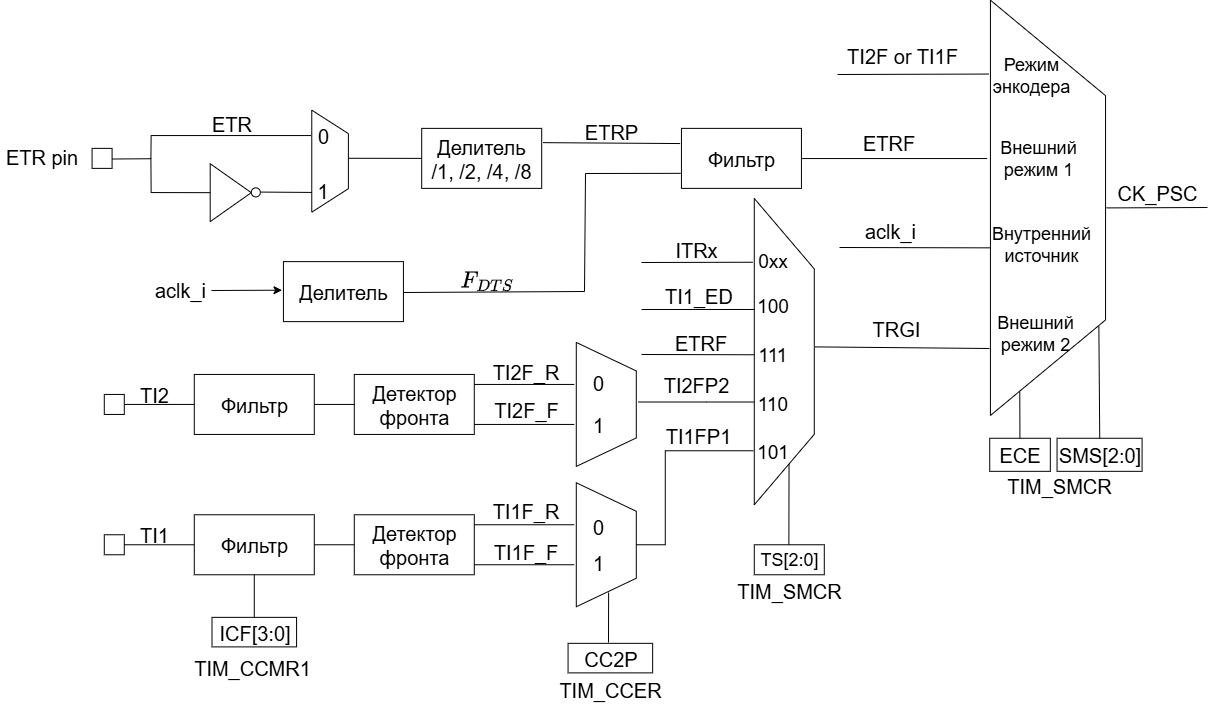 TI2F or TI1F
Режим
энкодера
ETR
0
ETR pin
1
Делитель
/1, /2, /4, /8
ETRP
Фильтр
ETRF
Внешний
режим 1
CK_PSC
aclk_i
Внутренний
источник
aclk_i
Делитель
F_DTS
ITRx
0xx
TI1_ED
100
ETRF
111
TRGI
Внешний
режим 2
TI2
Фильтр
Детектор
фронта
TI2F_R
TI2F_F
0
1
TI2FP2
110
TI1FP1
101
ECE
SMS[2:0]
TIM_SMCR
TI1
Фильтр
Детектор
фронта
TI1F_R
TI1F_F
0
1
TS[2:0]
TIM_SMCR
ICF[3:0]
TIM_CCMR1
CC2P
TIM_CCER